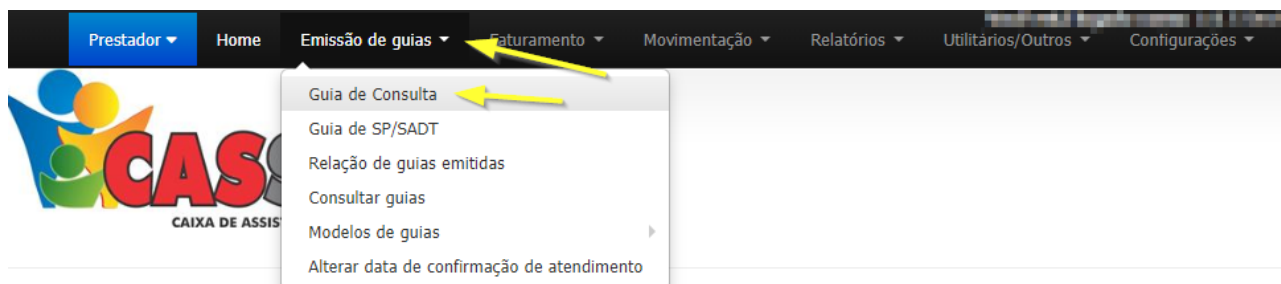 Prestador Home Emissão de guias Faturamento Movimentação Relatórios Utilitários/Outros Configurações
Guia de Consulta
Guia de SP/SADT
Relação de guias emitidas
Consultar guias
Modelos de guias
Alterar data de confirmação de atendimento
CAS
CAIXA DE ASSIS